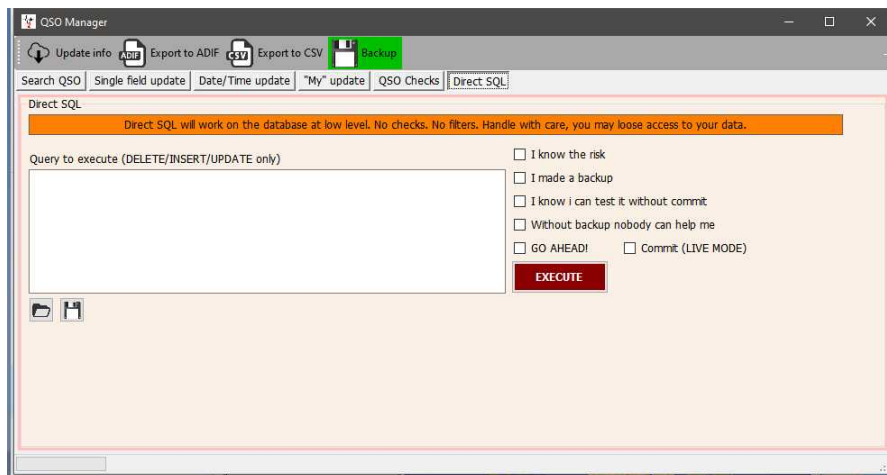 QSO Manager
Update info ADIF Export to ADIF CSV Export to CSV Backup
Search QSO Single field update Date/Time update "My" update QSO Checks Direct SQL
Direct SQL
Direct SQL will work on the database at low level. No checks. No filters. Handle with care, you may loose access to your data.
Query to execute (DELETE/INSERT/UPDATE only)
I know the risk
I made a backup
I know i can test it without commit
Without backup nobody can help me
GO AHEAD! Commit (LIVE MODE)
EXECUTE